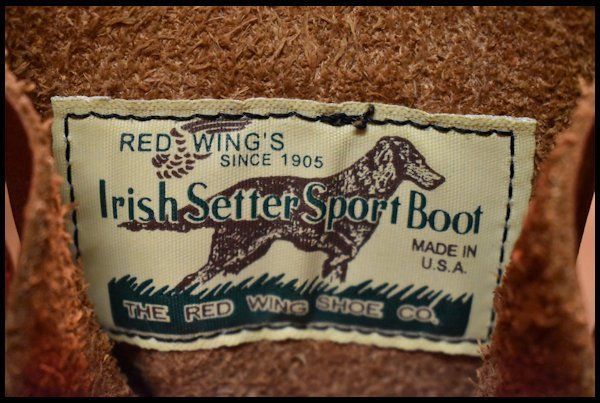 RED WING'S
SINCE 1905
Irish Setter Sport Boot
MADE IN
U.S.A.
THE RED WING SHOE CO.